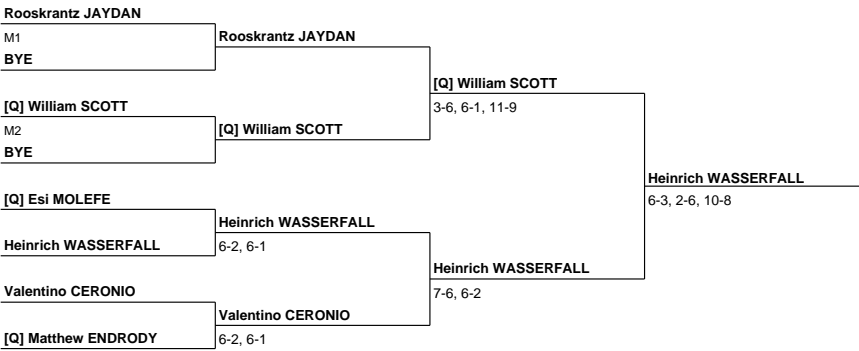 Rooskrantz JAYDAN
M1
BYE
Rooskrantz JAYDAN
[Q] William SCOTT
M2
BYE
[Q] William SCOTT
[Q] William SCOTT
3-6, 6-1, 11-9
[Q] Esi MOLEFE
Heinrich WASSERFALL
Heinrich WASSERFALL
6-2, 6-1
Valentino CERONIO
[Q] Matthew ENDRODY
Valentino CERONIO
6-2, 6-1
Heinrich WASSERFALL
7-6, 6-2
Heinrich WASSERFALL
6-3, 2-6, 10-8